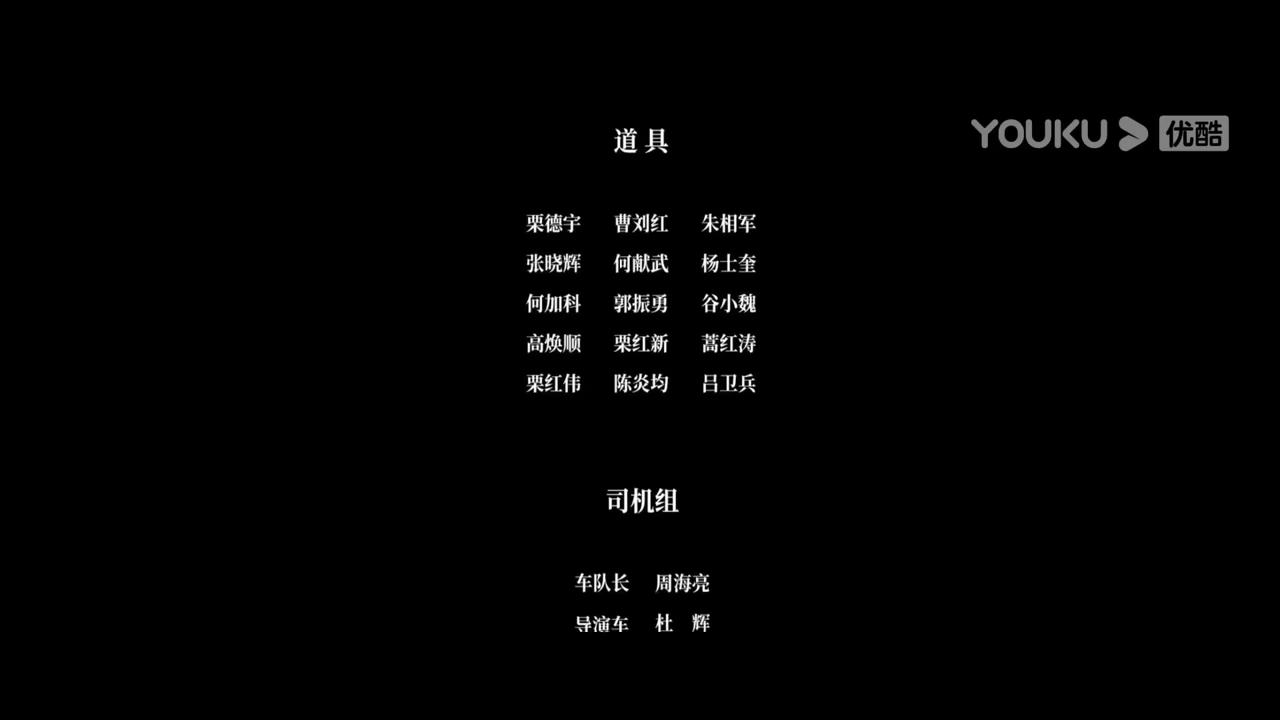 道具
YOUKU 优酷
栗德宇 曹刘红 朱相军
张晓辉 何献武 杨士奎
何加科 郭振勇 谷小魏
高焕顺 栗红新 蒿红涛
栗红伟 陈炎均 吕卫兵
司机组
车队长 周海亮
导演车 杜 辉